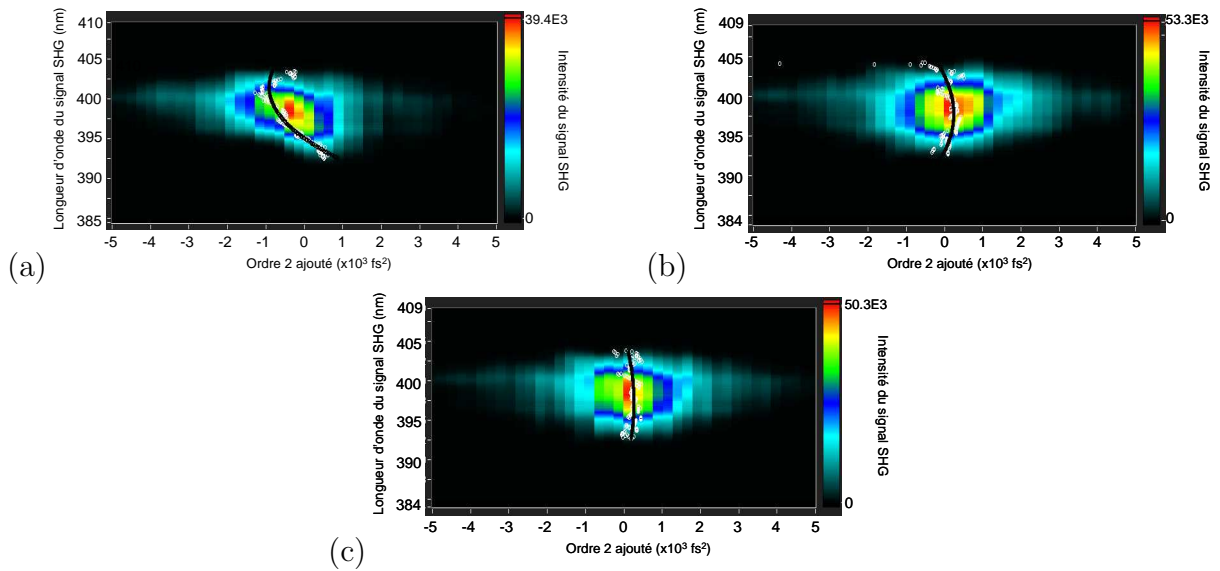 410
405
400
395
390
385
Longueur d'onde du signal SHG (nm)
-5 -4 -3 -2 -1 0 1 2 3 4 5
Ordre 2 ajouté (x10³ fs²)
39.4E3
0
Intensité du signal SHG
(a)
409
405
400
395
390
384
Longueur d'onde du signal SHG (nm)
-5 -4 -3 -2 -1 0 1 2 3 4 5
Ordre 2 ajouté (x10³ fs²)
53.3E3
0
Intensité du signal SHG
(b)
409
405
400
395
390
384
Longueur d'onde du signal SHG (nm)
-5 -4 -3 -2 -1 0 1 2 3 4 5
Ordre 2 ajouté (x10³ fs²)
50.3E3
0
Intensité du signal SHG
(c)